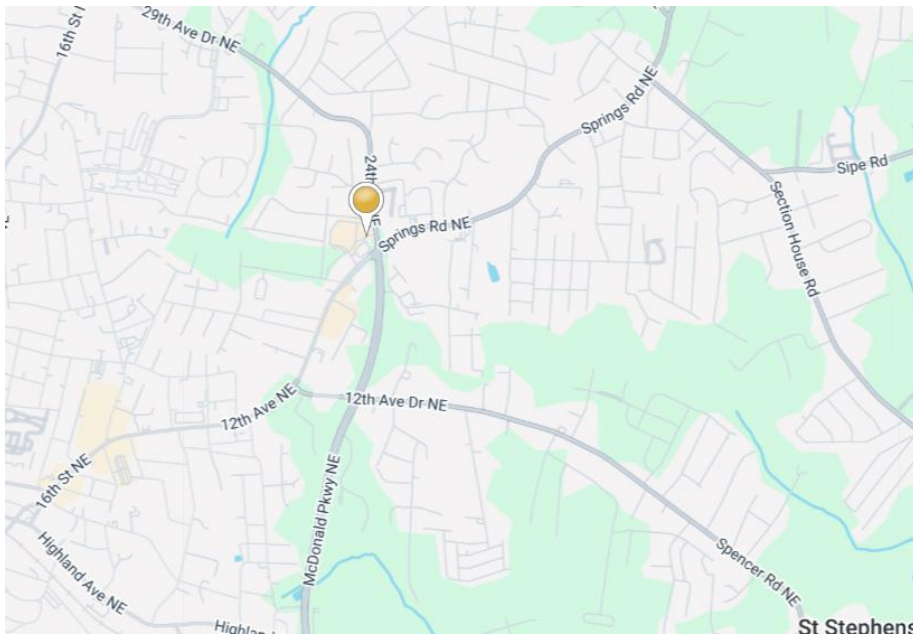 29th Ave Dr NE
16th St
24th
NE
Springs Rd NE
Springs Rd NE
Sipe Rd
Section House Rd
12th Ave NE
12th Ave Dr NE
16th St NE
McDonald Pkwy NE
Highland Ave NE
Spencer Rd NE
Highland
St Stephens